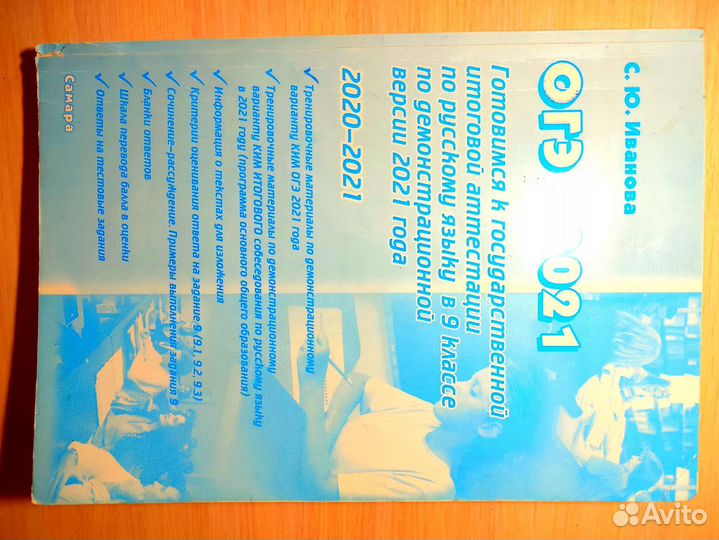 С. Ю. Иванова
ОГЭ 2021
Готовимся к государственной
итоговой аттестации
по русскому языку в 9 классе
по демонстрационной
версии 2021 года
2020–2021
✓ Тренировочные материалы по демонстрационному
варианту КИМ ОГЭ 2021 года
✓ Тренировочные материалы по демонстрационному
варианту КИМ ИТОГОВОГО собеседования по русскому языку
в 2021 году (программа основного общего образования)
✓ Информация о текстах для изложения
✓ Критерии оценивания ответа на задание 9 (9.1, 9.2, 9.3)
✓ Сочинение-рассуждение. Примеры выполнения задания 9
✓ Бланки ответов
✓ Шкала перевода балла в оценки
✓ Ответы на тестовые задания
Самара
Avito